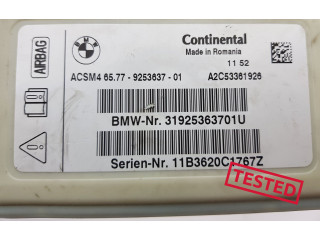 AIRBAG
BMW
Continental
Made in Romania
11 52
ACSM4 65.77 - 9253637 - 01 A2C53361926
BMW-Nr. 31925363701U
Serien-Nr. 11B3620C1767Z
TESTED